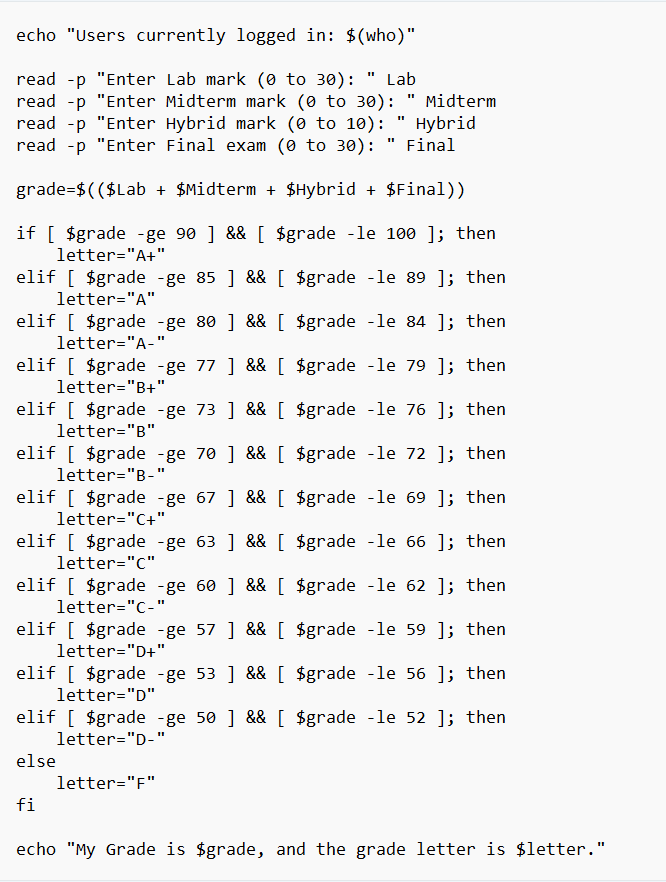 echo "Users currently logged in: $(who)"
read -p "Enter Lab mark (0 to 30): " Lab
read -p "Enter Midterm mark (0 to 30): " Midterm
read -p "Enter Hybrid mark (0 to 10): " Hybrid
read -p "Enter Final exam (0 to 30): " Final
grade=$(($Lab + $Midterm + $Hybrid + $Final))
if [ $grade -ge 90 ] && [ $grade -le 100 ]; then
    letter="A+"
elif [ $grade -ge 85 ] && [ $grade -le 89 ]; then
    letter="A"
elif [ $grade -ge 80 ] && [ $grade -le 84 ]; then
    letter="A-"
elif [ $grade -ge 77 ] && [ $grade -le 79 ]; then
    letter="B+"
elif [ $grade -ge 73 ] && [ $grade -le 76 ]; then
    letter="B"
elif [ $grade -ge 70 ] && [ $grade -le 72 ]; then
    letter="B-"
elif [ $grade -ge 67 ] && [ $grade -le 69 ]; then
    letter="C+"
elif [ $grade -ge 63 ] && [ $grade -le 66 ]; then
    letter="C"
elif [ $grade -ge 60 ] && [ $grade -le 62 ]; then
    letter="C-"
elif [ $grade -ge 57 ] && [ $grade -le 59 ]; then
    letter="D+"
elif [ $grade -ge 53 ] && [ $grade -le 56 ]; then
    letter="D"
elif [ $grade -ge 50 ] && [ $grade -le 52 ]; then
    letter="D-"
else
    letter="F"
fi
echo "My Grade is $grade, and the grade letter is $letter."